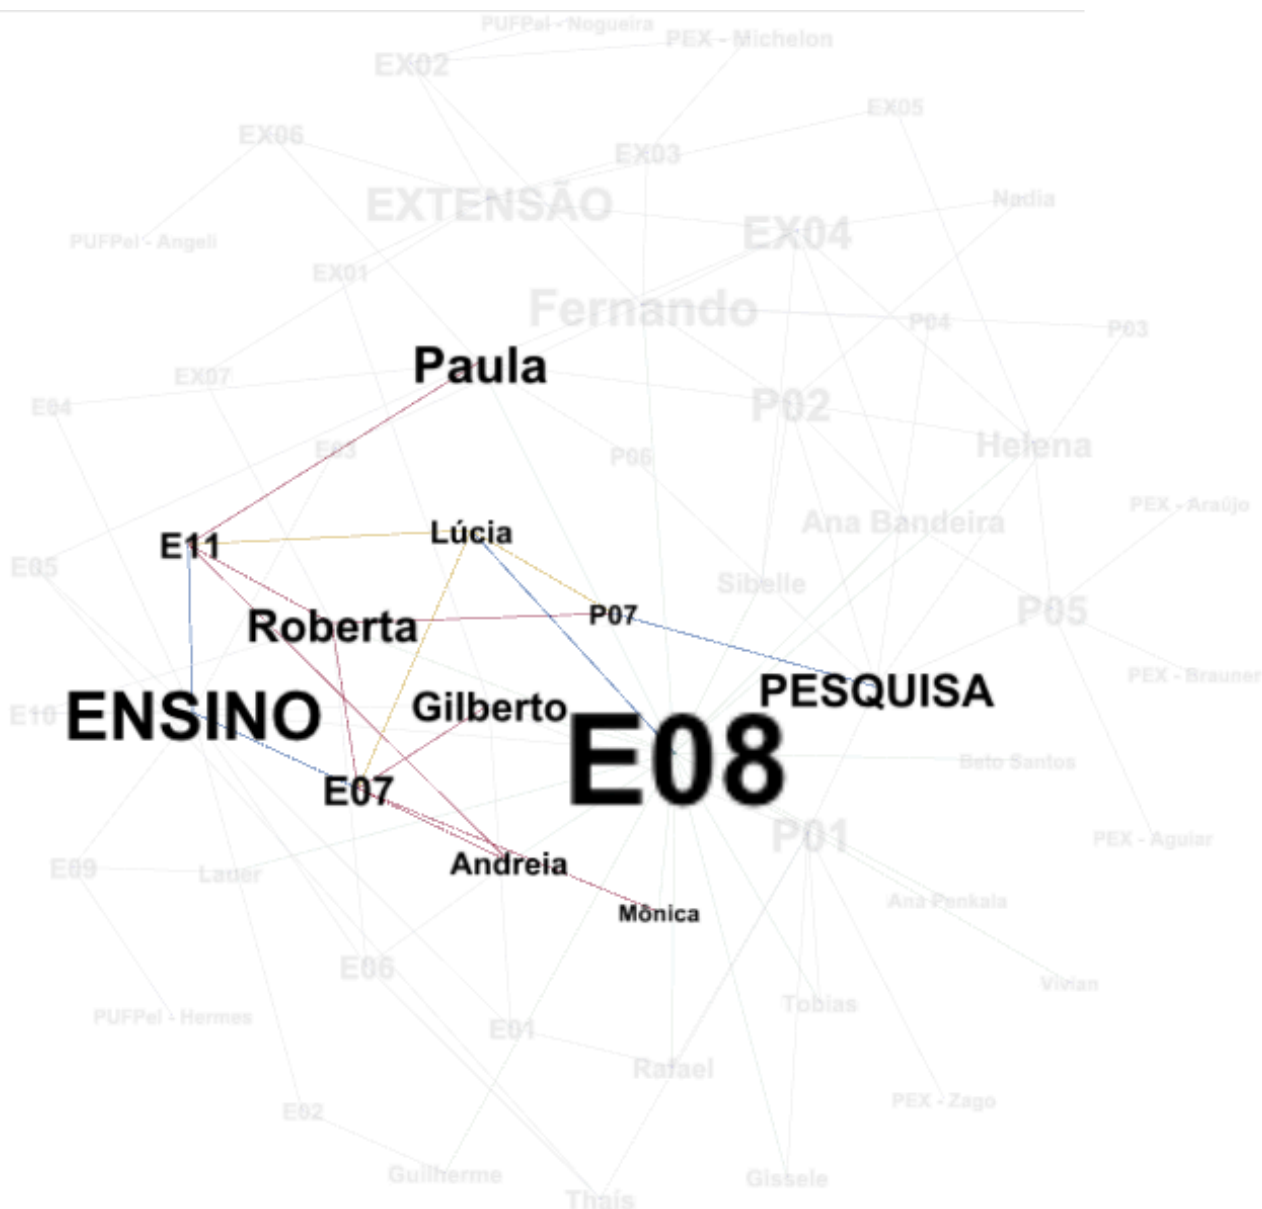 PUFPel - Nogueira
PEX - Michelon
EX02
EX05
EX06
EX03
Nadia
EXTENSÃO
EX04
PUFPel - Angeli
EX01
Fernando
P04
P03
Paula
EX07
E04
P02
Helena
E03
P06
PEX - Araüjo
Ana Bandeira
Lúcia
E11
E05
Sibelle
P05
P07
Roberta
PEX - Brauner
PESQUISA
Gilberto
ENSINO
E10
E08
Beto Santos
E07
P01
PEX - Aguiar
Andreia
E09
Lauer
Ana Penkala
Mônica
E06
Vivian
Tobias
PUFPel - Hermes
E01
Rafael
PEX - Zago
E02
Guilherme
Gissele
Thais